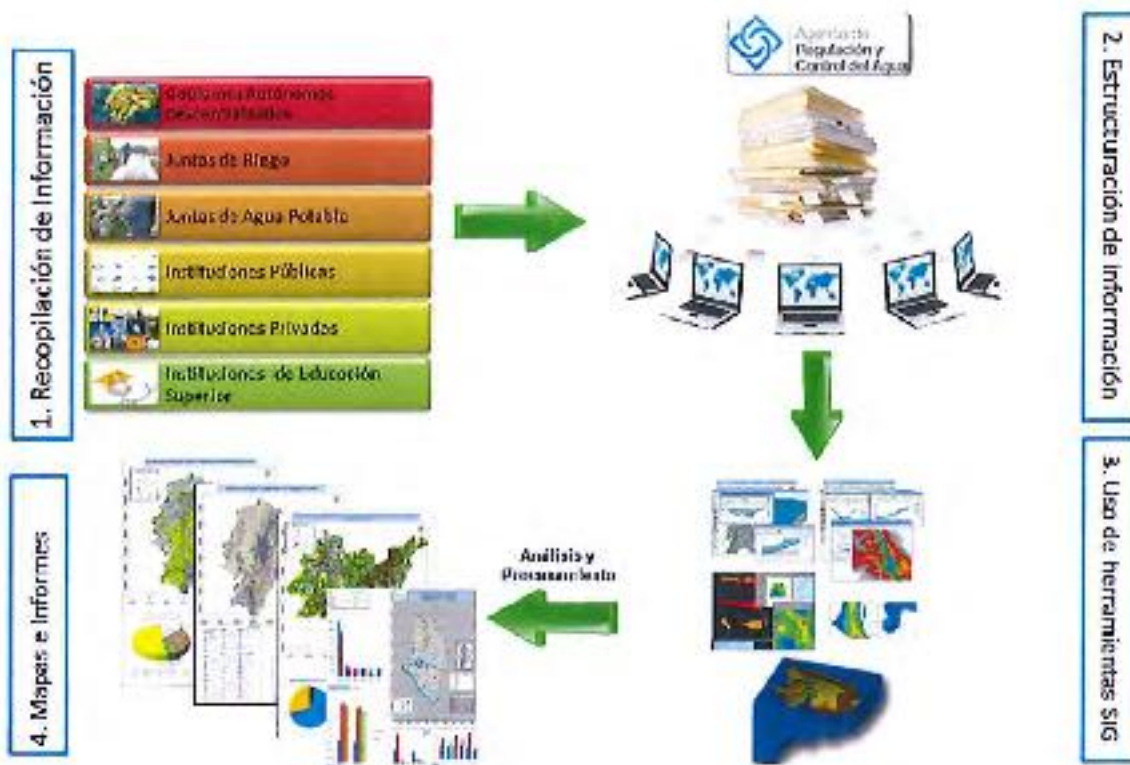 1. Recopilación de Información
Gobiernos Autónomos
Descentralizados
Juntas de Riego
Juntas de Agua Potable
Instituciones Públicas
Instituciones Privadas
Instituciones de Educación
Superior
Agencia de
Regulación y
Control del Agua
2. Estructuración de información
3. Uso de herramientas SIG
Análisis y
Procesamiento
4. Mapas e Informes